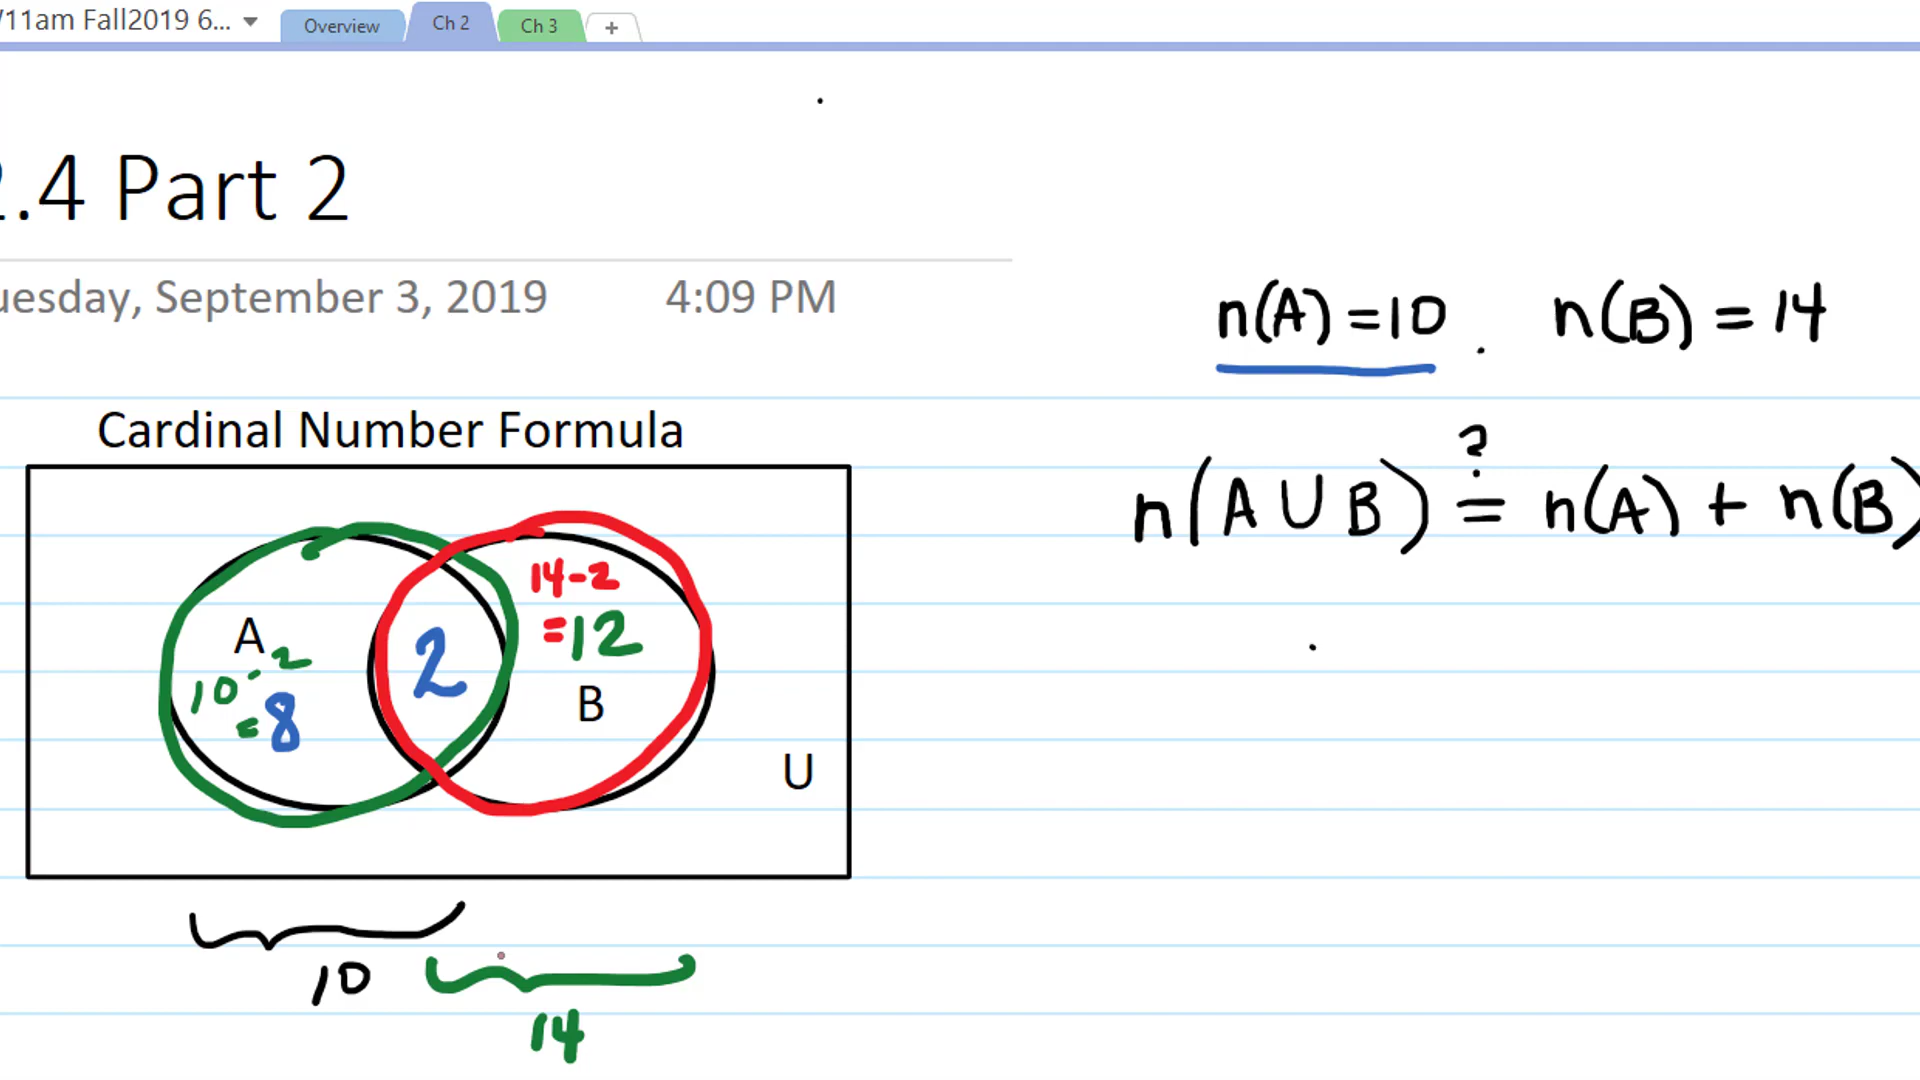 /11am Fall2019 6...
Overview
Ch 2
Ch 3
+
2.4 Part 2
uesday, September 3, 2019 4:09 PM
n(A) = 10 . n(B) = 14
Cardinal Number Formula
n(A ∪ B) ≟ n(A) + n(B)
14-2
=12
A
10-2
=8
2
B
U
10
14